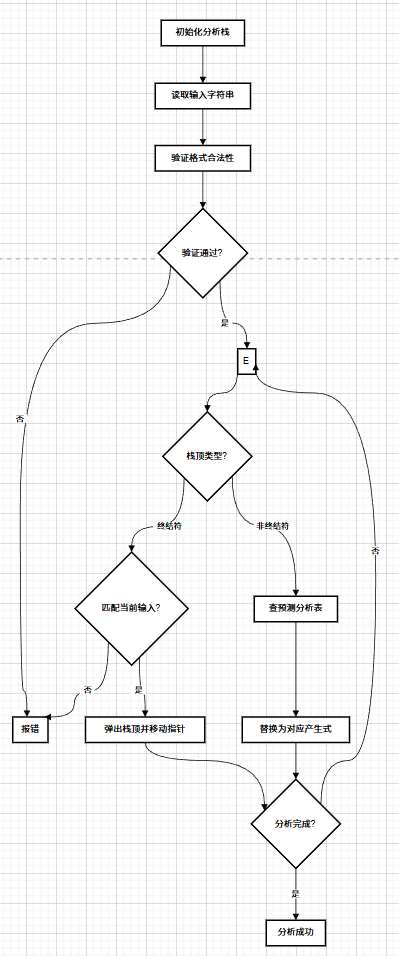 初始化分析栈
读取输入字符串
验证格式合法性
验证通过?
是
E
否
栈顶类型?
终结符
非终结符
否
匹配当前输入?
查预测分析表
否
是
报错
弹出栈顶并移动指针
替换为对应产生式
分析完成?
是
分析成功